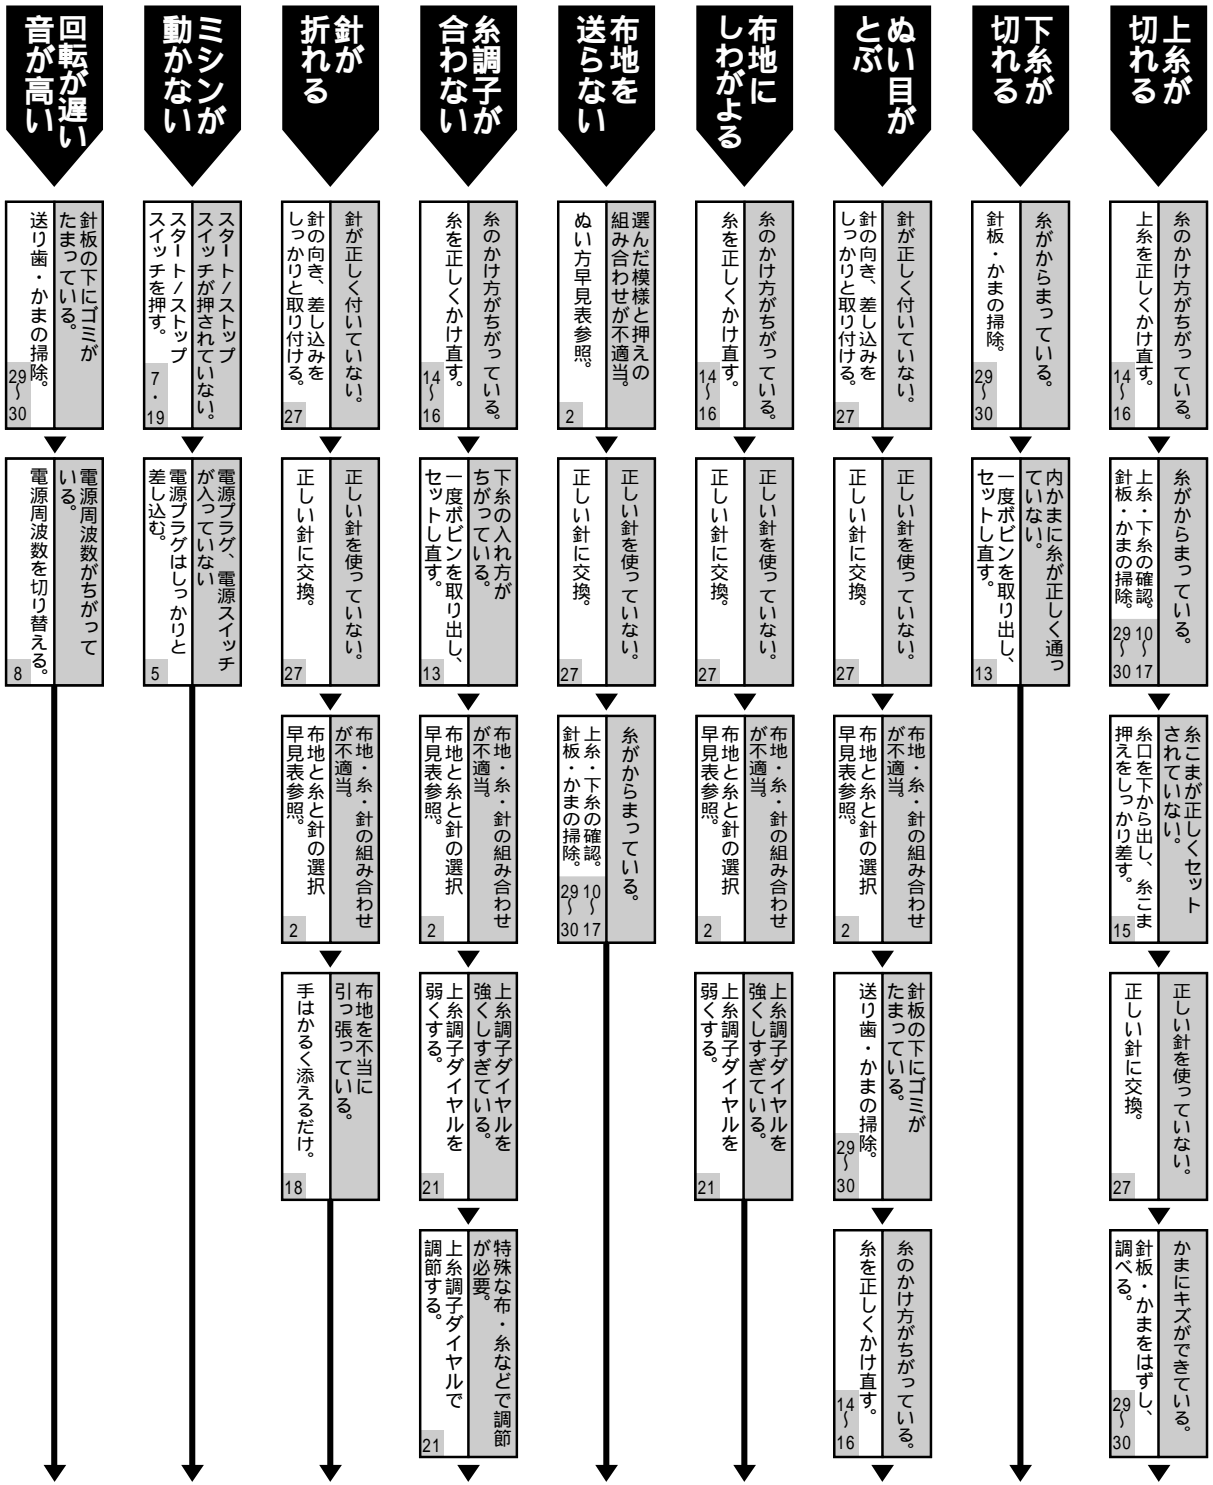 上糸が
切れる
糸のかけ方がちがっている。
上糸を正しくかけ直す。
14〜16
糸がからまっている。
上糸・下糸の確認。
針板・かまの掃除。
10〜17
29〜30
糸こまが正しくセット
されていない。
糸口を下から出し、糸こま
押えをしっかり差す。
15
正しい針を使っていない。
正しい針に交換。
27
かまにキズができている。
針板・かまをはずし、
調べる。
29〜30
下糸が
切れる
糸がからまっている。
針板・かまの掃除。
29〜30
内かまに糸が正しく通っ
ていない。
一度ボビンを取り出し、
セットし直す。
13
ぬい目が
とぶ
針が正しく付いていない。
針の向き、差し込みを
しっかりと取り付ける。
27
正しい針を使っていない。
正しい針に交換。
27
布地・糸・針の組み合わせ
が不適当。
布地と糸と針の選択
早見表参照。
2
針板の下にゴミが
たまっている。
送り歯・かまの掃除。
29〜30
糸のかけ方がちがっている。
糸を正しくかけ直す。
14〜16
布地に
しわがよる
糸のかけ方がちがっている。
糸を正しくかけ直す。
14〜16
正しい針を使っていない。
正しい針に交換。
27
布地・糸・針の組み合わせ
が不適当。
布地と糸と針の選択
早見表参照。
2
上糸調子ダイヤルを
強くしすぎている。
上糸調子ダイヤルを
弱くする。
21
布地を
送らない
選んだ模様と押えの
組み合わせが不適当。
ぬい方早見表参照。
2
正しい針を使っていない。
正しい針に交換。
27
糸がからまっている。
上糸・下糸の確認。
針板・かまの掃除。
10〜17
29〜30
糸調子が
合わない
糸のかけ方がちがっている。
糸を正しくかけ直す。
14〜16
下糸の入れ方が
ちがっている。
一度ボビンを取り出し、
セットし直す。
13
布地・糸・針の組み合わせ
が不適当。
布地と糸と針の選択
早見表参照。
2
上糸調子ダイヤルを
強くしすぎている。
上糸調子ダイヤルを
弱くする。
21
特殊な布・糸などで調節
が必要。
上糸調子ダイヤルで
調節する。
21
針が
折れる
針が正しく付いていない。
針の向き、差し込みを
しっかりと取り付ける。
27
正しい針を使っていない。
正しい針に交換。
27
布地・糸・針の組み合わせ
が不適当。
布地と糸と針の選択
早見表参照。
2
布地を不当に
引っ張っている。
手はかるく添えるだけ。
18
ミシンが
動かない
スタート/ストップ
スイッチが押されていない。
スタート/ストップ
スイッチを押す。
7・19
電源プラグ、電源スイッチ
が入っていない
電源プラグはしっかりと
差し込む。
5
回転が遅い
音が高い
針板の下にゴミが
たまっている。
送り歯・かまの掃除。
29〜30
電源周波数がちがって
いる。
電源周波数を切り替える。
8